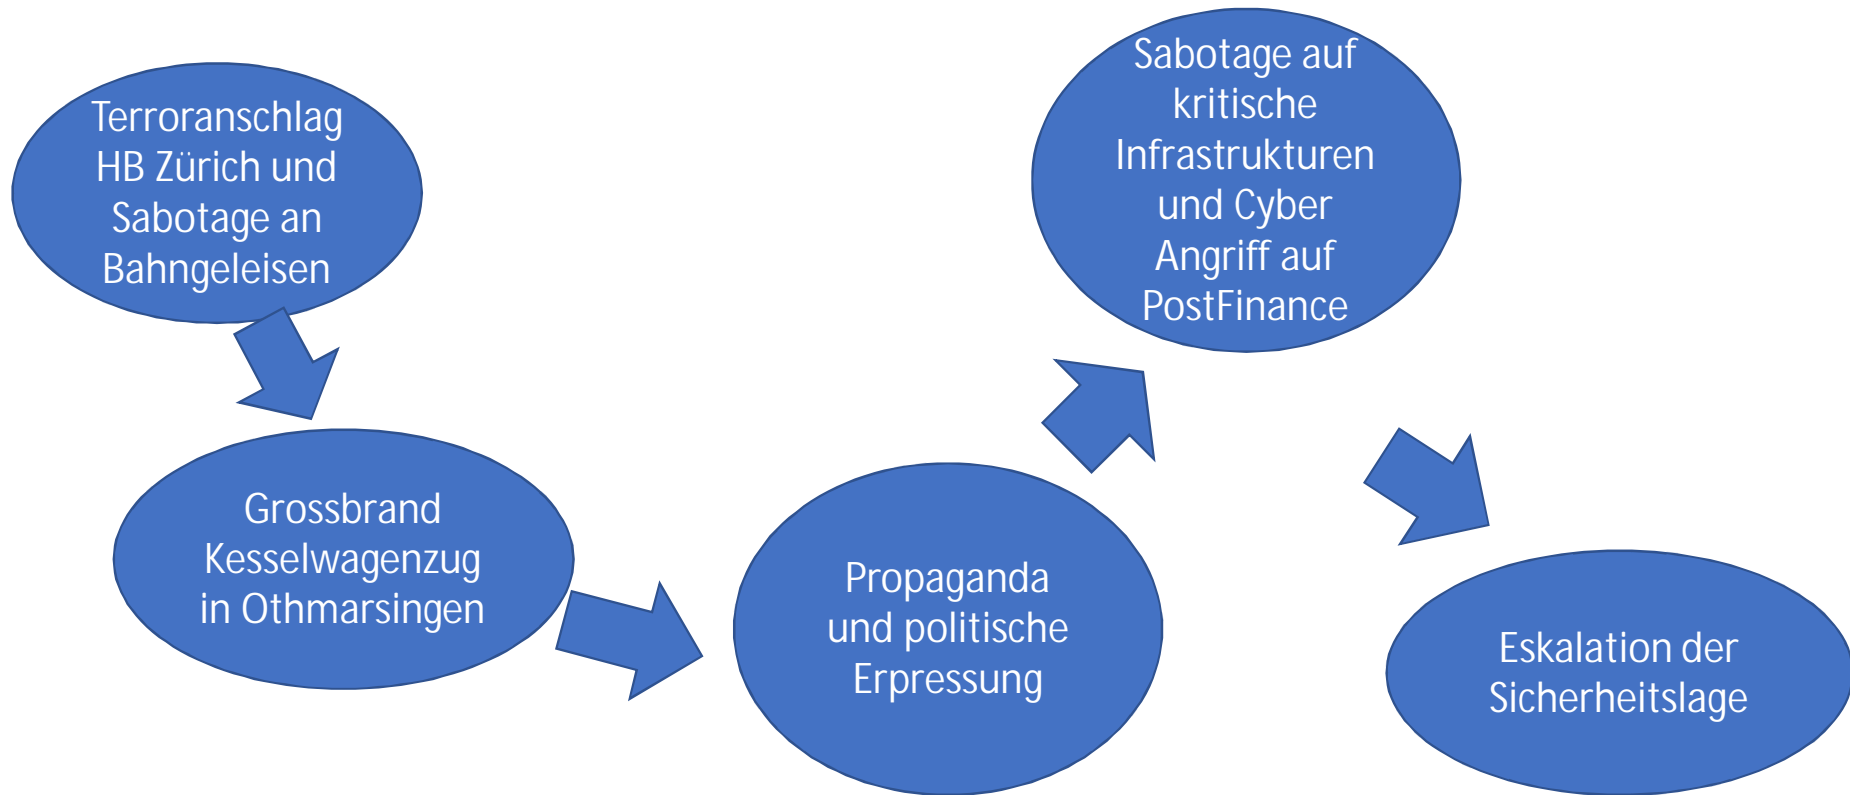 Terroranschlag
HB Zürich und
Sabotage an
Bahngeleisen
Grossbrand
Kesselwagenzug
in Othmarsingen
Propaganda
und politische
Erpressung
Sabotage auf
kritische
Infrastrukturen
und Cyber
Angriff auf
PostFinance
Eskalation der
Sicherheitslage